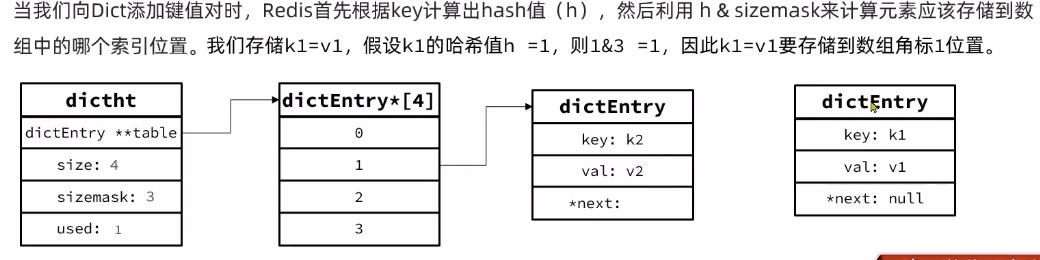 当我们向Dict添加键值对时，Redis首先根据key计算出hash值（h），然后利用 h & sizemask来计算元素应该存储到数
组中的哪个索引位置。我们存储k1=v1，假设k1的哈希值h =1，则1&3 =1，因此k1=v1要存储到数组角标1位置。
dictht
dictEntry **table
size: 4
sizemask: 3
used: 1
dictEntry*[4]
0
1
2
3
dictEntry
key: k2
val: v2
*next:
dictEntry
key: k1
val: v1
*next: null